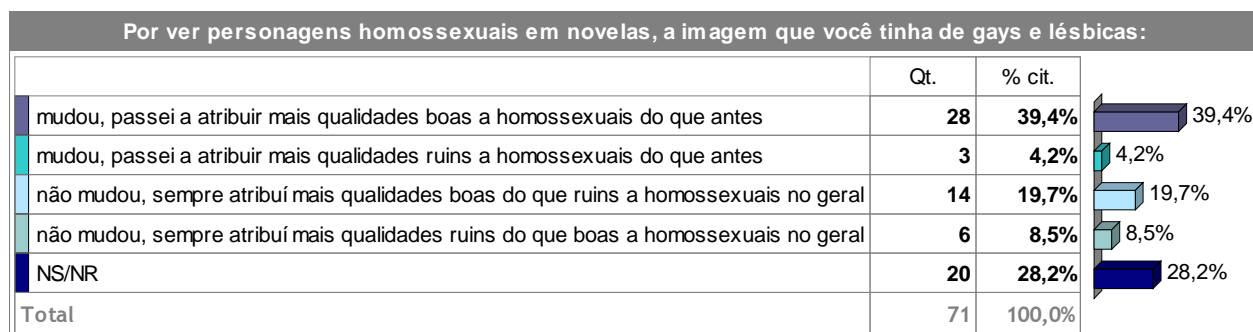 Por ver personagens homossexuais em novelas, a imagem que você tinha de gays e lésbicas:
Qt. % cit.
mudou, passei a atribuir mais qualidades boas a homossexuais do que antes 28 39,4% 39,4%
mudou, passei a atribuir mais qualidades ruins a homossexuais do que antes 3 4,2% 4,2%
não mudou, sempre atribuí mais qualidades boas do que ruins a homossexuais no geral 14 19,7% 19,7%
não mudou, sempre atribuí mais qualidades ruins do que boas a homossexuais no geral 6 8,5% 8,5%
NS/NR 20 28,2% 28,2%
Total 71 100,0%